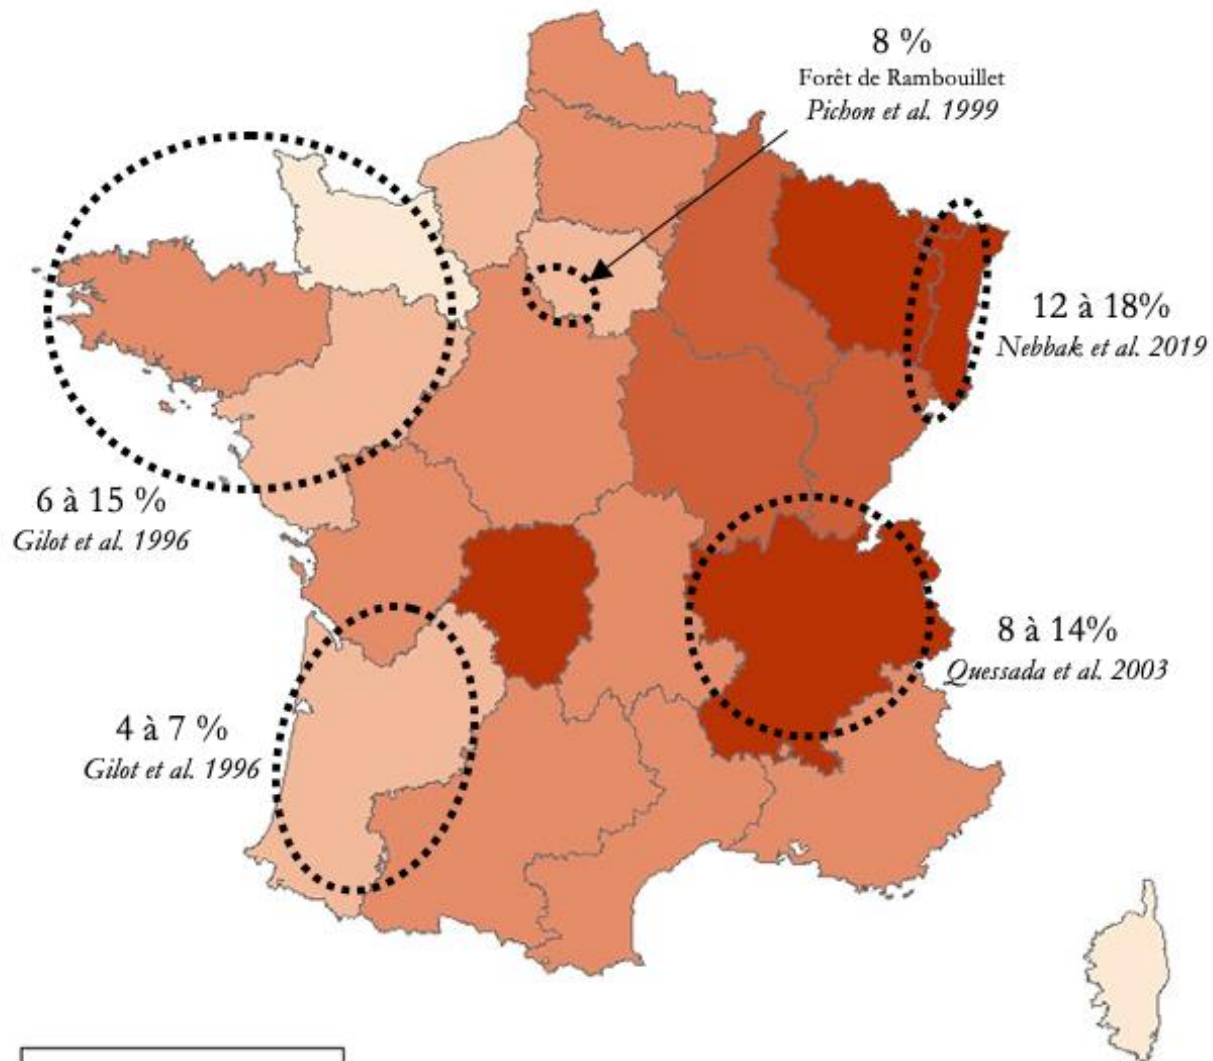 8 %
Forêt de Rambouillet
Pichon et al. 1999
12 à 18%
Nebbak et al. 2019
6 à 15 %
Gilot et al. 1996
8 à 14%
Quessada et al. 2003
4 à 7 %
Gilot et al. 1996